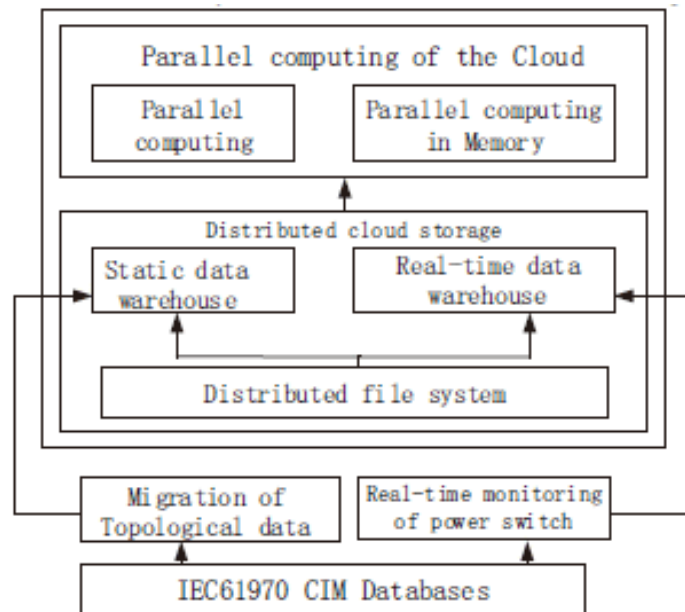 Parallel computing of the Cloud
Parallel
computing
Parallel computing
in Memory
Distributed cloud storage
Static data
warehouse
Real-time data
warehouse
Distributed file system
Migration of
Topological data
Real-time monitoring
of power switch
IEC61970 CIM Databases